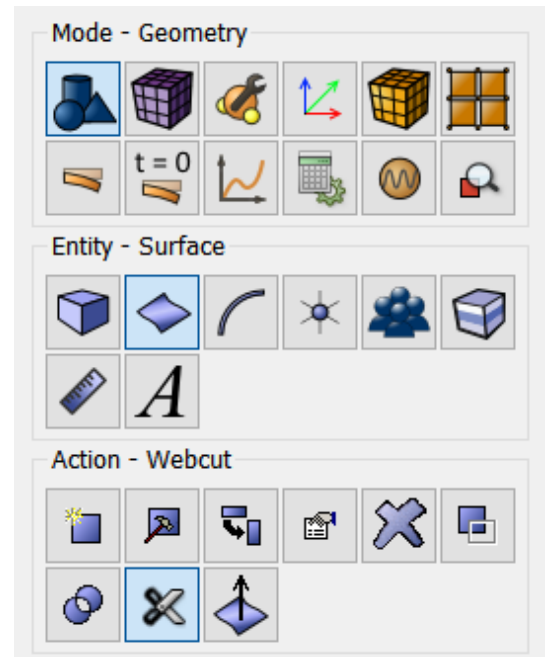 Mode - Geometry
t = 0
Entity - Surface
A
Action - Webcut